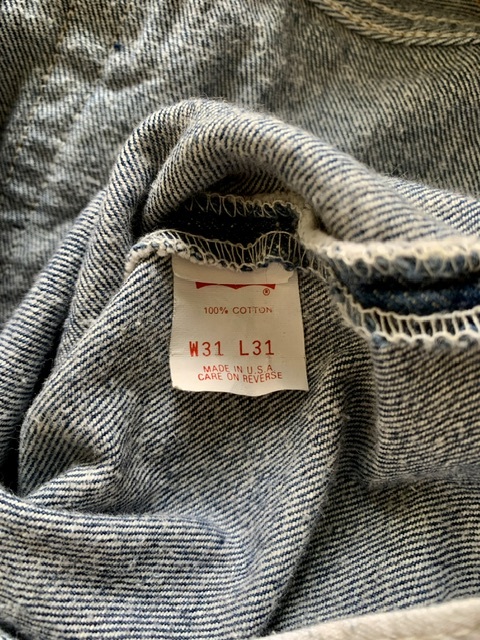 ®
100% COTTON
W31 L31
MADE IN U.S.A
CARE ON REVERSE